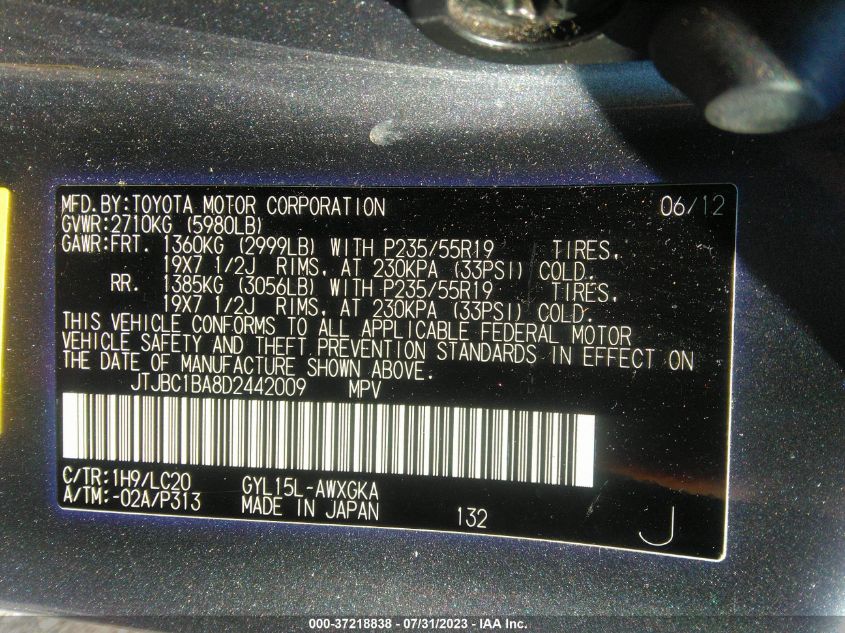 MFD.BY:TOYOTA MOTOR CORPORATION 06/12
GVWR:2710KG (5980LB)
GAWR:FRT. 1360KG (2999LB) WITH P235/55R19 TIRES,
19X7 1/2J RIMS, AT 230KPA (33PSI) COLD.
RR. 1385KG (3056LB) WITH P235/55R19 TIRES,
19X7 1/2J RIMS, AT 230KPA (33PSI) COLD.
THIS VEHICLE CONFORMS TO ALL APPLICABLE FEDERAL MOTOR
VEHICLE SAFETY AND THEFT PREVENTION STANDARDS IN EFFECT ON
THE DATE OF MANUFACTURE SHOWN ABOVE.
JTJBC1BA8D2442009 MPV
C/TR:1H9/LC20 GYL15L-AWXGKA
A/TM:-02A/P313 MADE IN JAPAN 132 J
000-37218838 - 07/31/2023 - IAA Inc.